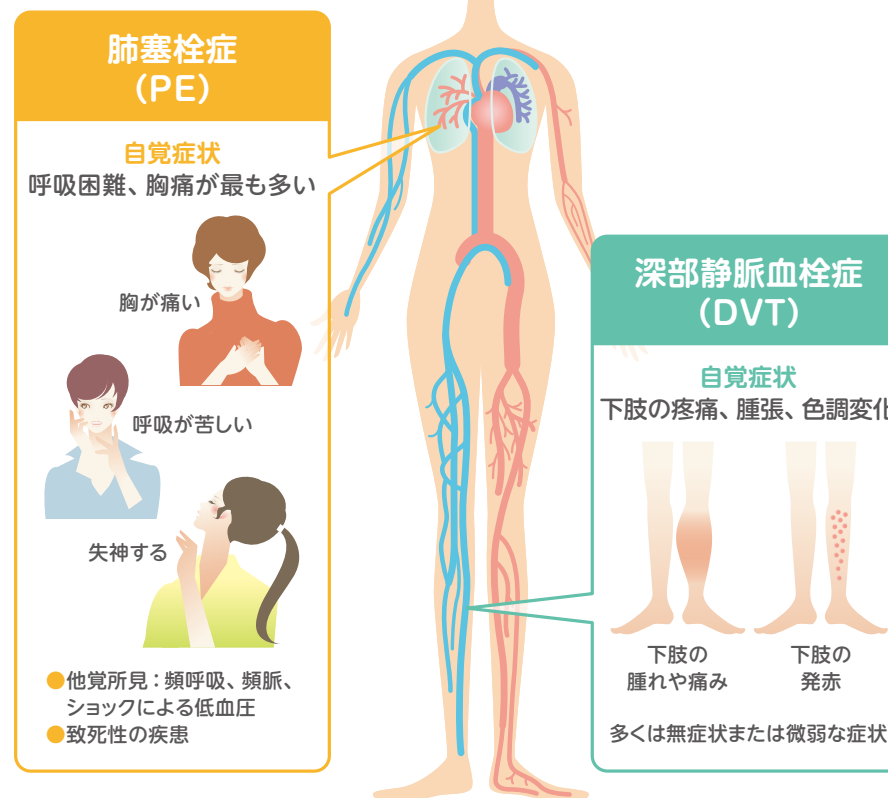 肺塞栓症
(PE)
自覚症状
呼吸困難、胸痛が最も多い
胸が痛い
呼吸が苦しい
失神する
●他覚所見：頻呼吸、頻脈、
ショックによる低血圧
●致死性の疾患
深部静脈血栓症
(DVT)
自覚症状
下肢の疼痛、腫張、色調変化
下肢の
腫れや痛み
下肢の
発赤
多くは無症状または微弱な症状